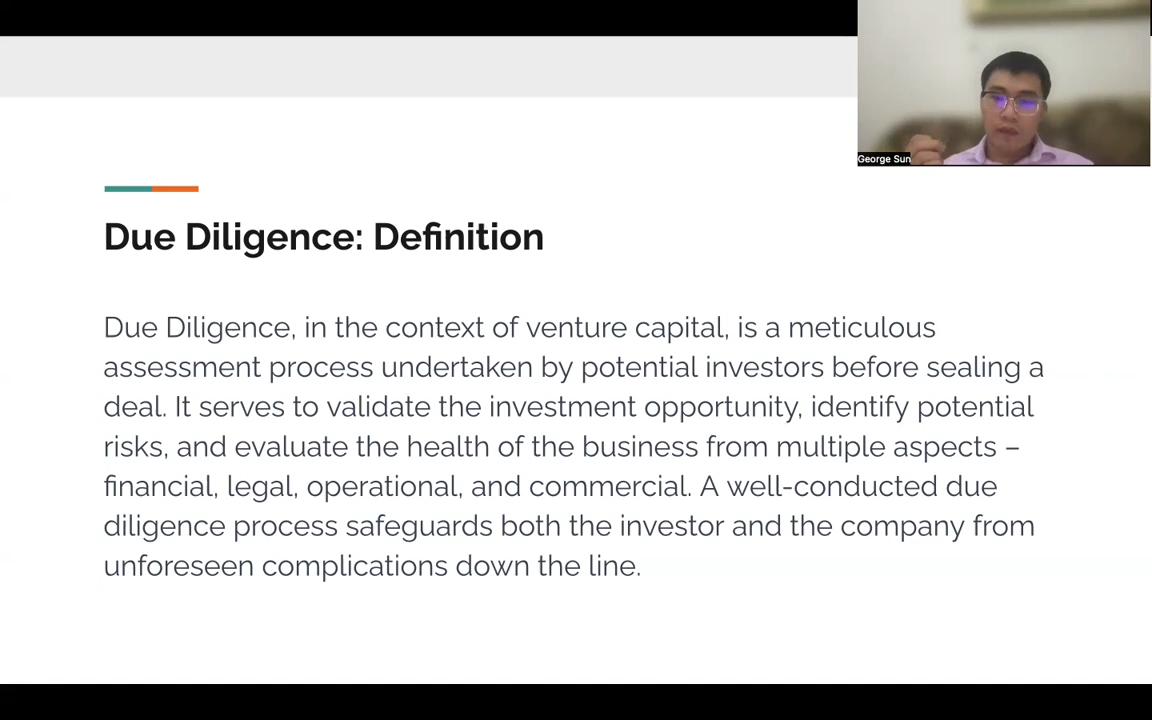 George Sun
Due Diligence: Definition
Due Diligence, in the context of venture capital, is a meticulous
assessment process undertaken by potential investors before sealing a
deal. It serves to validate the investment opportunity, identify potential
risks, and evaluate the health of the business from multiple aspects –
financial, legal, operational, and commercial. A well-conducted due
diligence process safeguards both the investor and the company from
unforeseen complications down the line.